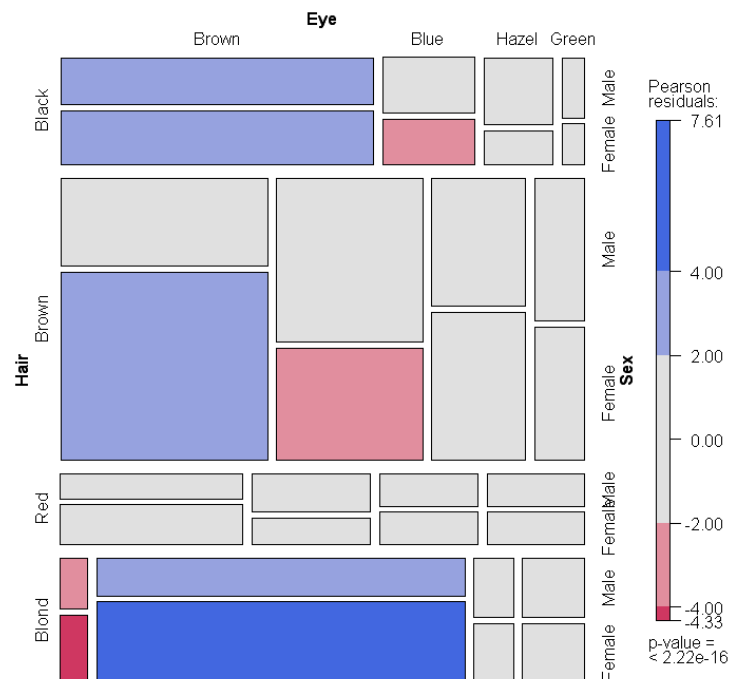 Eye
Brown Blue Hazel Green
Hair
Black
Brown
Red
Blond
Male
Female
Male
Female
Male
Female
Male
Female
Sex
Pearson
residuals:
7.61
4.00
2.00
0.00
-2.00
-4.00
-4.33
p-value =
< 2.22e-16